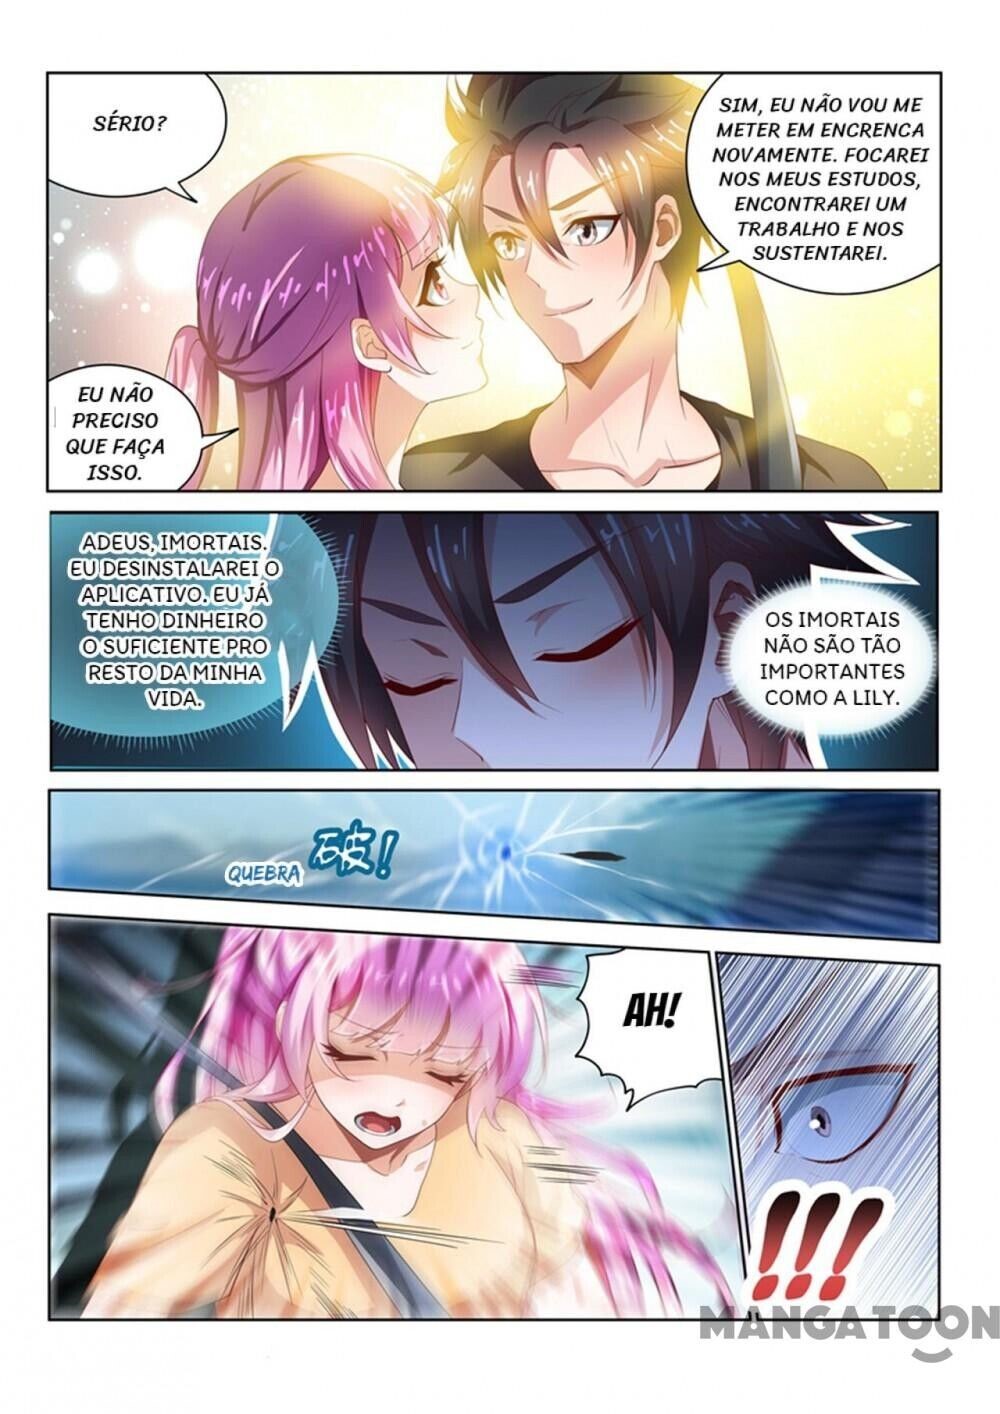 SÉRIO?
SIM, EU NÃO VOU ME
METER EM ENCRENCA
NOVAMENTE. FOCAREI
NOS MEUS ESTUDOS,
ENCONTRAREI UM
TRABALHO E NOS
SUSTENTAREI.
EU NÃO
PRECISO
QUE FAÇA
ISSO.
ADEUS, IMORTAIS.
EU DESINSTALAREI O
APLICATIVO. EU JÁ
TENHO DINHEIRO
O SUFICIENTE PRO
RESTO DA MINHA
VIDA.
OS IMORTAIS
NÃO SÃO TÃO
IMPORTANTES
COMO A LILY.
QUEBRA
破!
AH!
!!!
MANGATOON